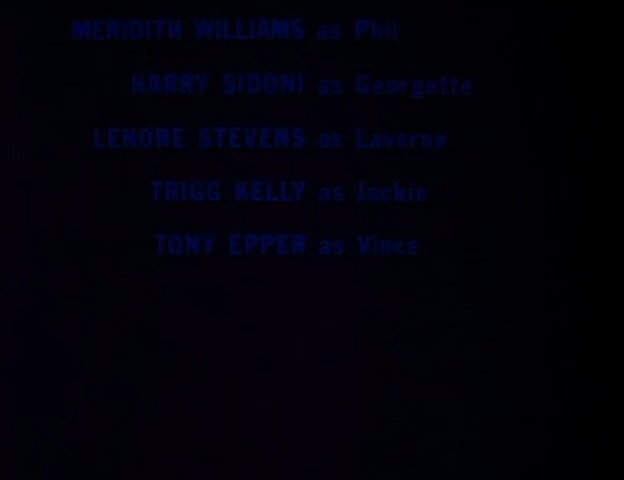 MERIDITH WILLIAMS as Phil
HARRY SIDONI as Georgette
LENORE STEVENS as Laverne
TRIGG KELLY as Jackie
TONY EPPER as Vince